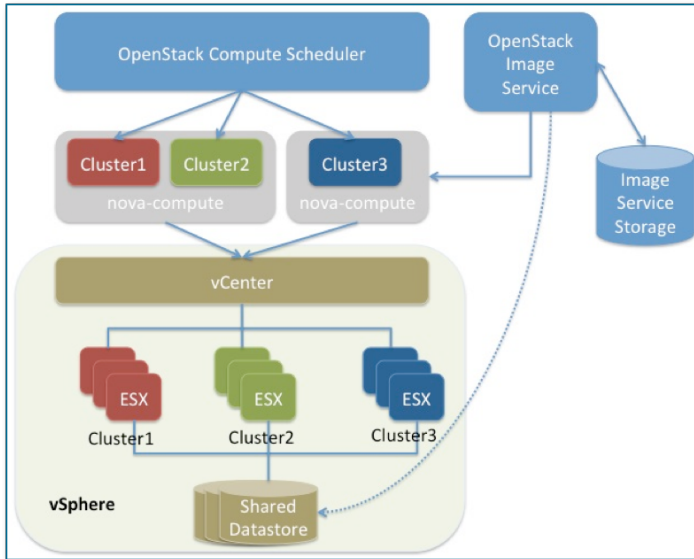 OpenStack Compute Scheduler
OpenStack
Image
Service
Cluster1
Cluster2
nova-compute
Cluster3
nova-compute
Image
Service
Storage
vCenter
ESX
Cluster1
ESX
Cluster2
ESX
Cluster3
vSphere
Shared
Datastore